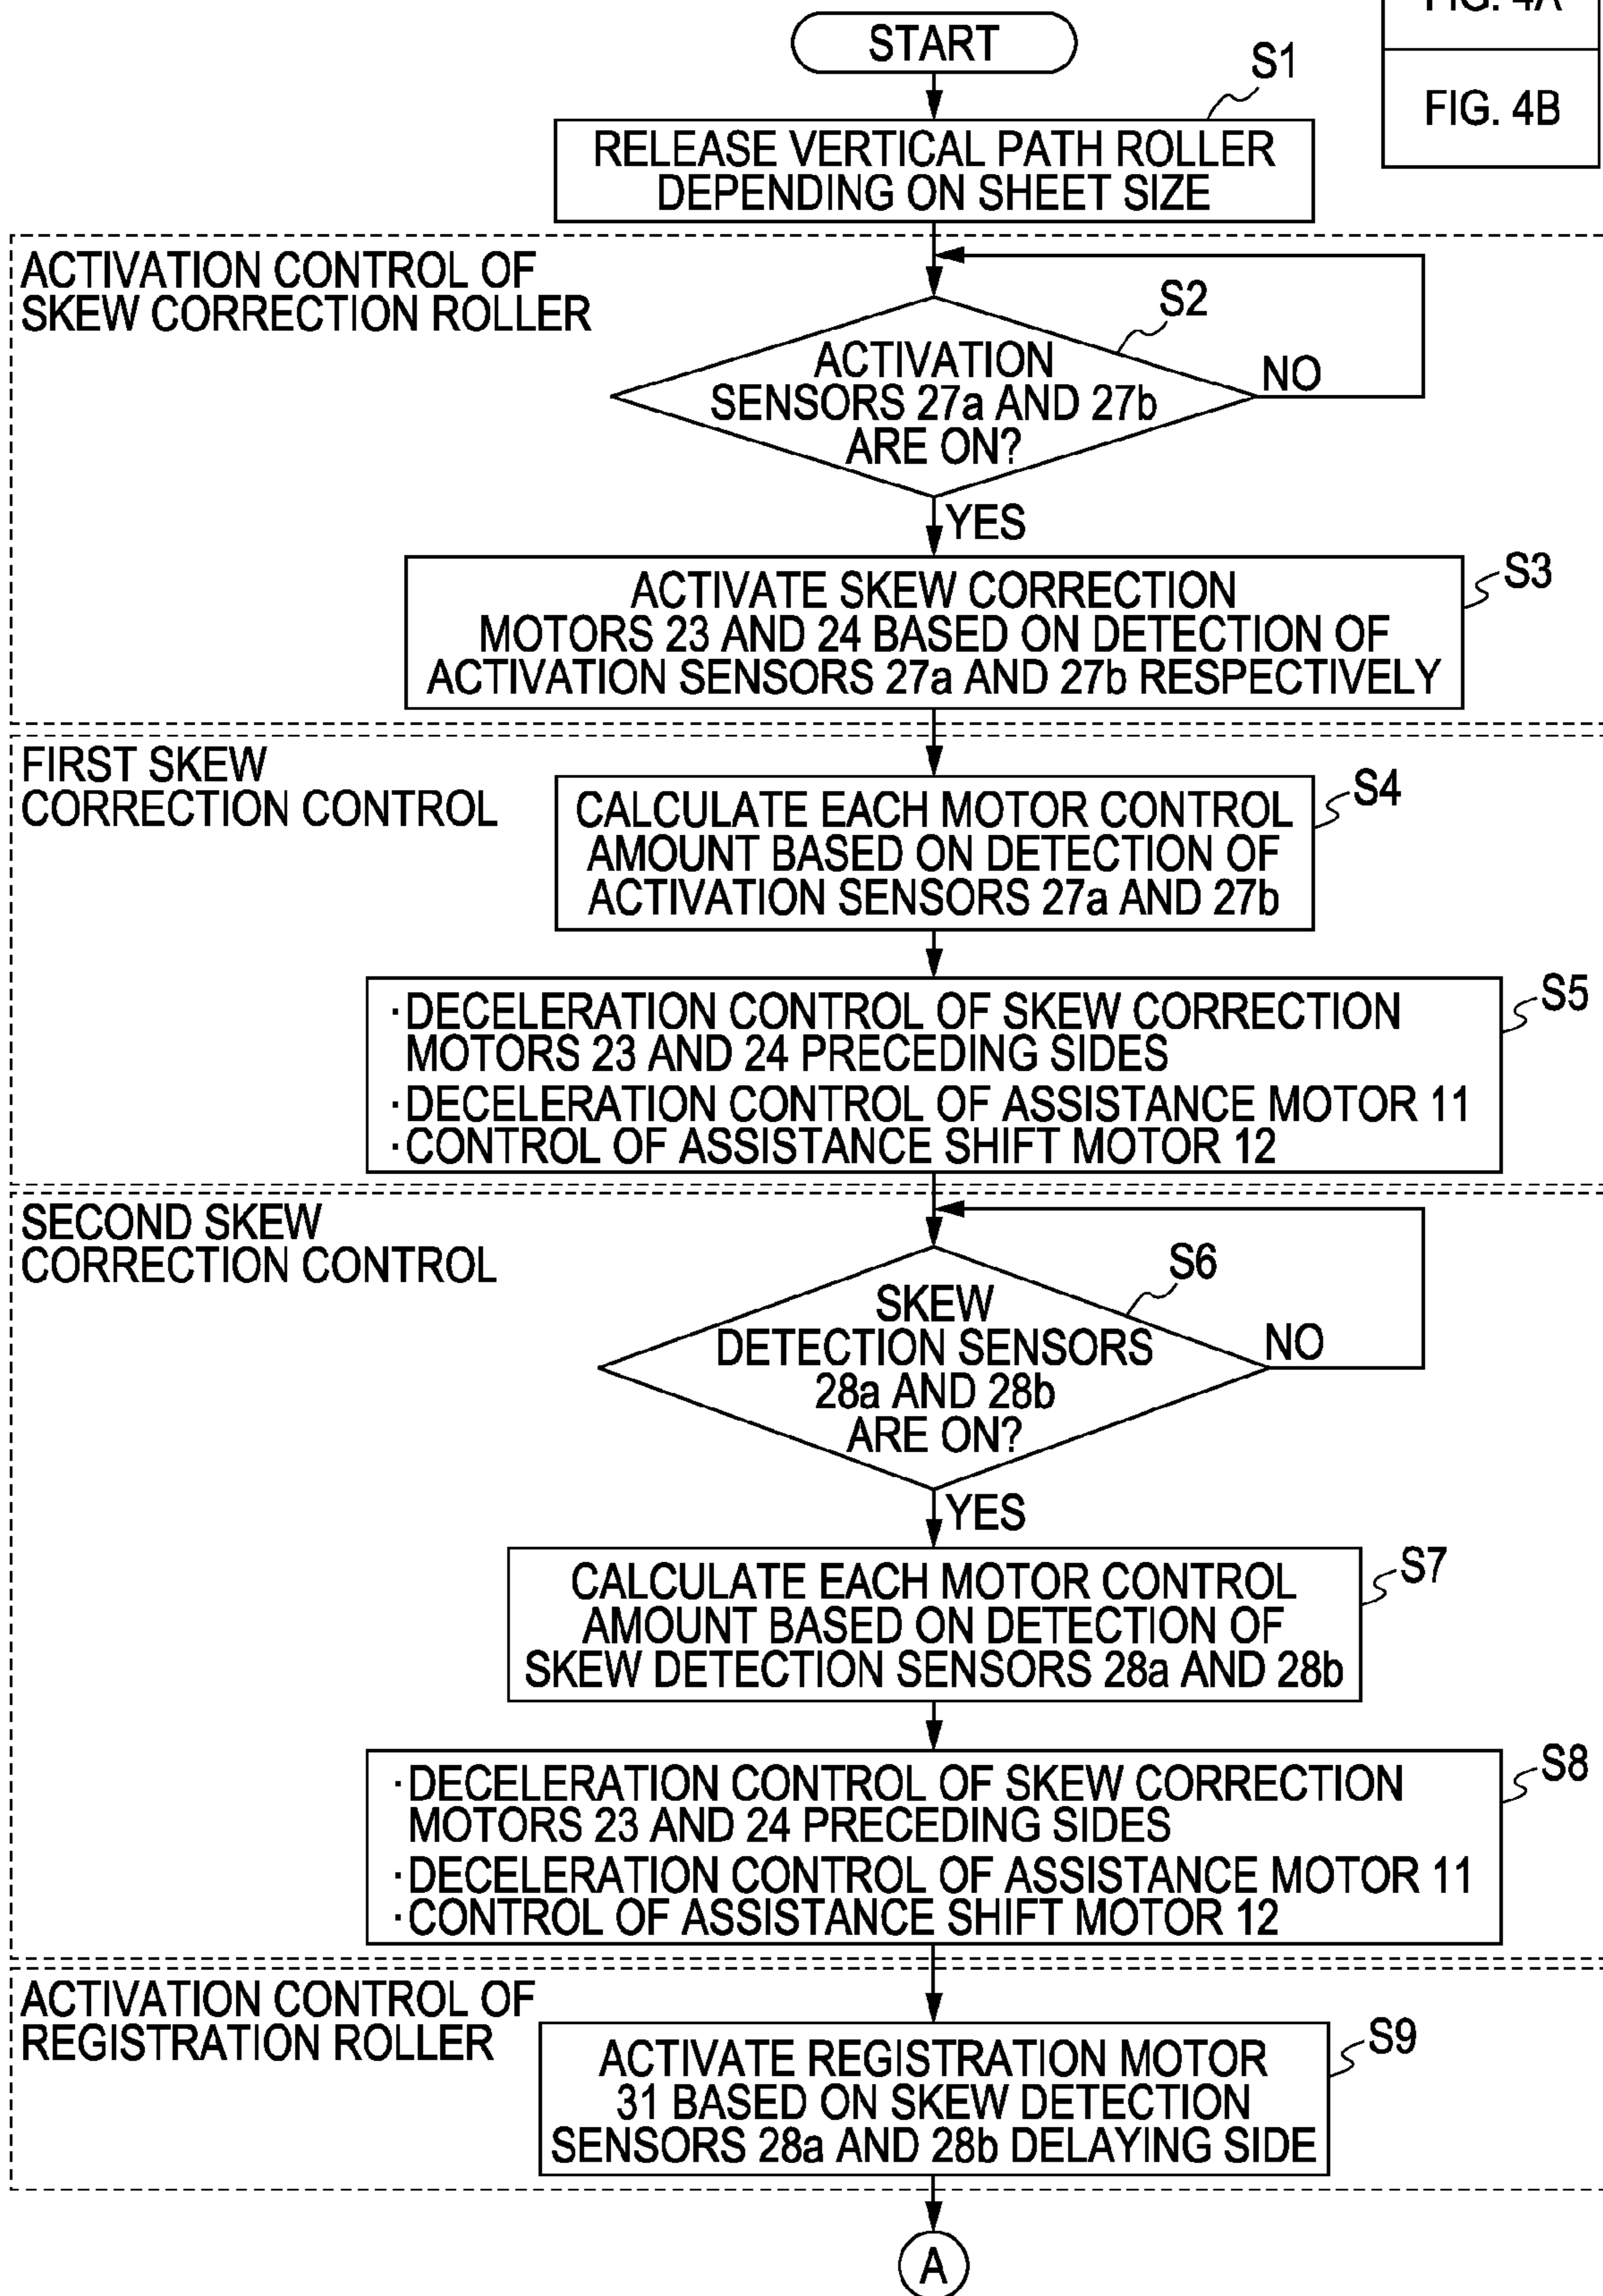 FIG. 4A
FIG. 4B
START
S1
RELEASE VERTICAL PATH ROLLER
DEPENDING ON SHEET SIZE
ACTIVATION CONTROL OF
SKEW CORRECTION ROLLER
S2
ACTIVATION
SENSORS 27a AND 27b
ARE ON?
NO
YES
S3
ACTIVATE SKEW CORRECTION
MOTORS 23 AND 24 BASED ON DETECTION OF
ACTIVATION SENSORS 27a AND 27b RESPECTIVELY
FIRST SKEW
CORRECTION CONTROL
S4
CALCULATE EACH MOTOR CONTROL
AMOUNT BASED ON DETECTION OF
ACTIVATION SENSORS 27a AND 27b
S5
·DECELERATION CONTROL OF SKEW CORRECTION
MOTORS 23 AND 24 PRECEDING SIDES
·DECELERATION CONTROL OF ASSISTANCE MOTOR 11
·CONTROL OF ASSISTANCE SHIFT MOTOR 12
SECOND SKEW
CORRECTION CONTROL
S6
SKEW
DETECTION SENSORS
28a AND 28b
ARE ON?
NO
YES
S7
CALCULATE EACH MOTOR CONTROL
AMOUNT BASED ON DETECTION OF
SKEW DETECTION SENSORS 28a AND 28b
S8
·DECELERATION CONTROL OF SKEW CORRECTION
MOTORS 23 AND 24 PRECEDING SIDES
·DECELERATION CONTROL OF ASSISTANCE MOTOR 11
·CONTROL OF ASSISTANCE SHIFT MOTOR 12
ACTIVATION CONTROL OF
REGISTRATION ROLLER
S9
ACTIVATE REGISTRATION MOTOR
31 BASED ON SKEW DETECTION
SENSORS 28a AND 28b DELAYING SIDE
A